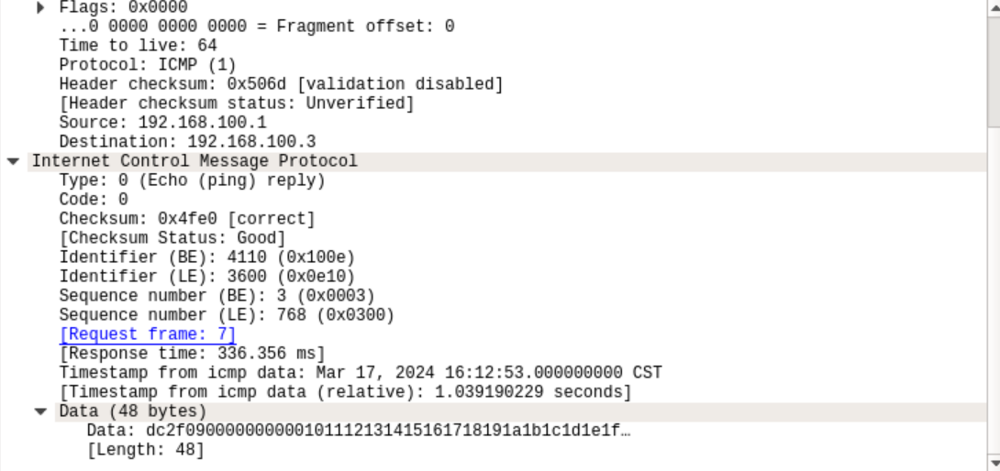 Flags: 0x0000
...0 0000 0000 0000 = Fragment offset: 0
Time to live: 64
Protocol: ICMP (1)
Header checksum: 0x506d [validation disabled]
[Header checksum status: Unverified]
Source: 192.168.100.1
Destination: 192.168.100.3
Internet Control Message Protocol
Type: 0 (Echo (ping) reply)
Code: 0
Checksum: 0x4fe0 [correct]
[Checksum Status: Good]
Identifier (BE): 4110 (0x100e)
Identifier (LE): 3600 (0x0e10)
Sequence number (BE): 3 (0x0003)
Sequence number (LE): 768 (0x0300)
[Request frame: 7]
[Response time: 336.356 ms]
Timestamp from icmp data: Mar 17, 2024 16:12:53.000000000 CST
[Timestamp from icmp data (relative): 1.039190229 seconds]
Data (48 bytes)
Data: dc2f090000000000101112131415161718191a1b1c1d1e1f…
[Length: 48]